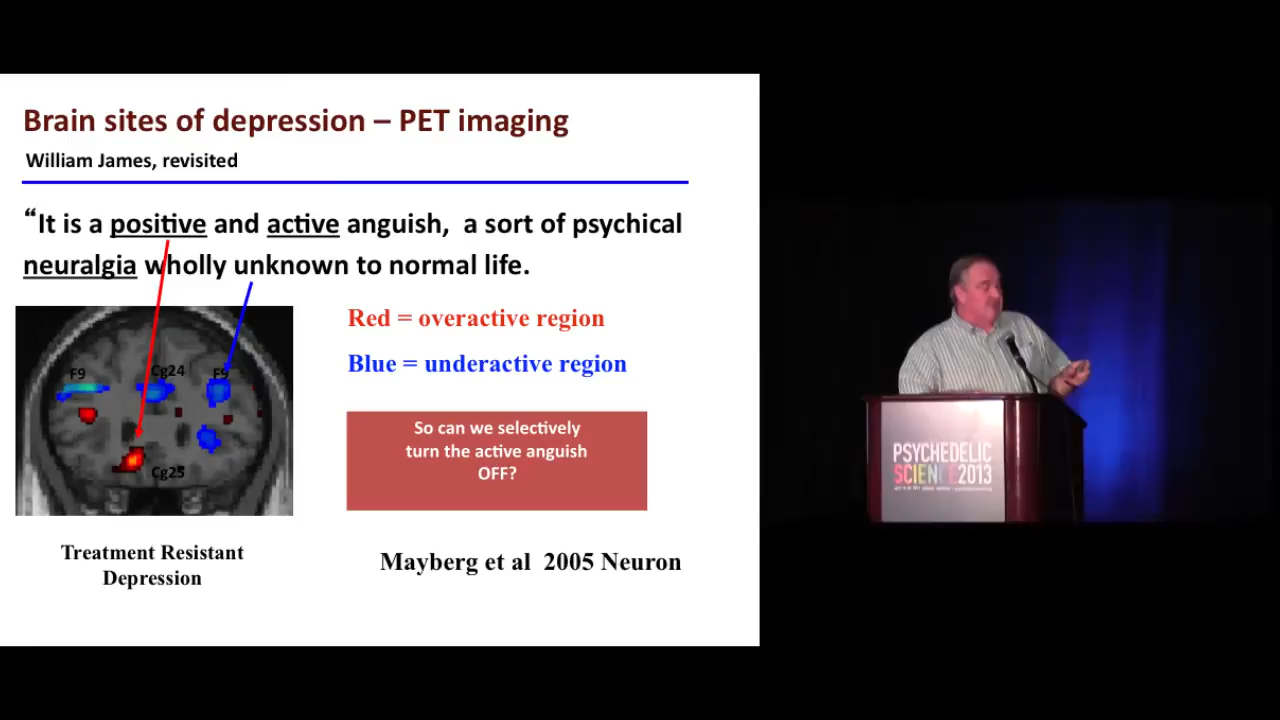 Brain sites of depression – PET imaging
William James, revisited
“It is a positive and active anguish, a sort of psychical
neuralgia wholly unknown to normal life.
Red = overactive region
Blue = underactive region
F9
Cg24
F9
Cg25
So can we selectively
turn the active anguish
OFF?
Treatment Resistant
Depression
Mayberg et al 2005 Neuron
PSYCHEDELIC
SCIENCE2013